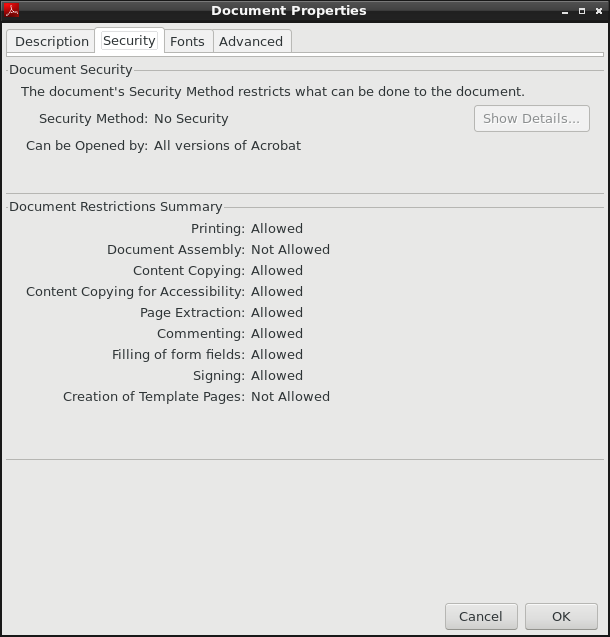 Document Properties
Description Security Fonts Advanced
Document Security
The document's Security Method restricts what can be done to the document.
Security Method: No Security Show Details...
Can be Opened by: All versions of Acrobat
Document Restrictions Summary
Printing: Allowed
Document Assembly: Not Allowed
Content Copying: Allowed
Content Copying for Accessibility: Allowed
Page Extraction: Allowed
Commenting: Allowed
Filling of form fields: Allowed
Signing: Allowed
Creation of Template Pages: Not Allowed
Cancel OK